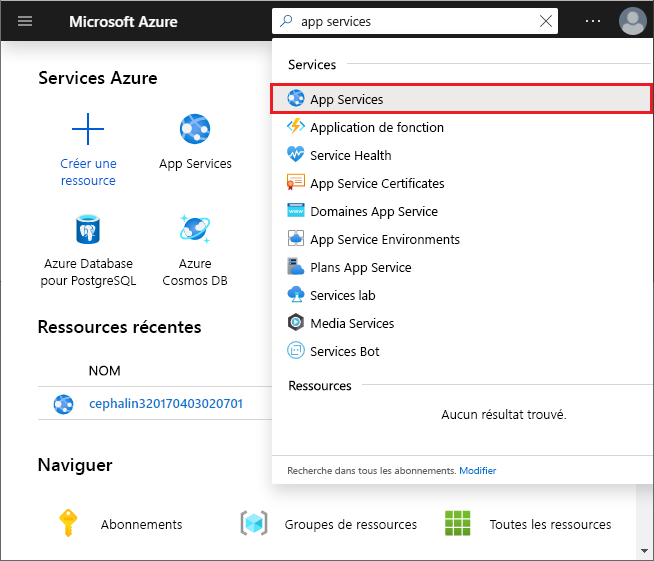 Microsoft Azure
app services
Services Azure
Créer une
ressource
App Services
Azure Database
pour PostgreSQL
Azure
Cosmos DB
Ressources récentes
NOM
cephalin320170403020701
Naviguer
Abonnements
Groupes de ressources
Toutes les ressources
Services
App Services
Application de fonction
Service Health
App Service Certificates
Domaines App Service
App Service Environments
Plans App Service
Services lab
Media Services
Services Bot
Ressources
Aucun résultat trouvé.
Recherche dans tous les abonnements. Modifier